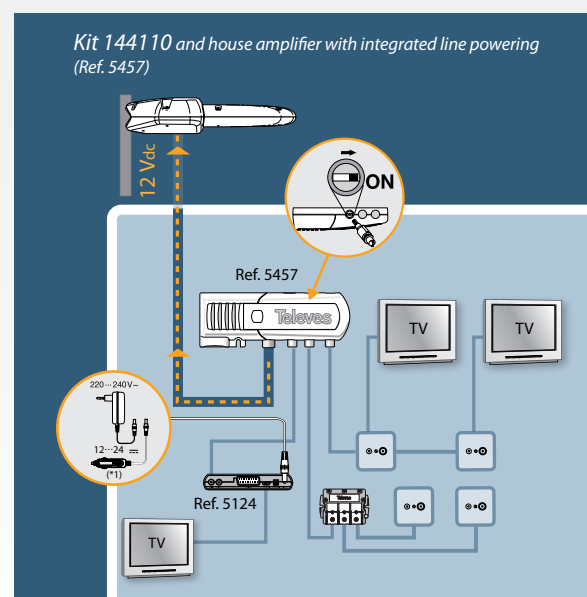 Kit 144110 and house amplifier with integrated line powering
(Ref. 5457)
12 Vdc
ON
Ref. 5457
Televes
TV
TV
220···240V~
12···24 ⎓
(*1)
Ref. 5124
Televes
TV